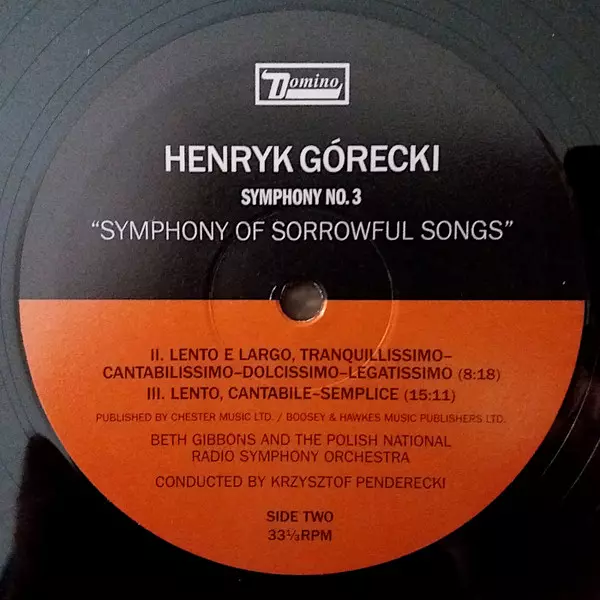 Domino
HENRYK GÓRECKI
SYMPHONY NO. 3
“SYMPHONY OF SORROWFUL SONGS”
II. LENTO E LARGO, TRANQUILLISSIMO–
CANTABILISSIMO–DOLCISSIMO–LEGATISSIMO (8:18)
III. LENTO, CANTABILE–SEMPLICE (15:11)
PUBLISHED BY CHESTER MUSIC LTD. / BOOSEY & HAWKES MUSIC PUBLISHERS LTD.
BETH GIBBONS AND THE POLISH NATIONAL
RADIO SYMPHONY ORCHESTRA
CONDUCTED BY KRZYSZTOF PENDERECKI
SIDE TWO
33⅓RPM